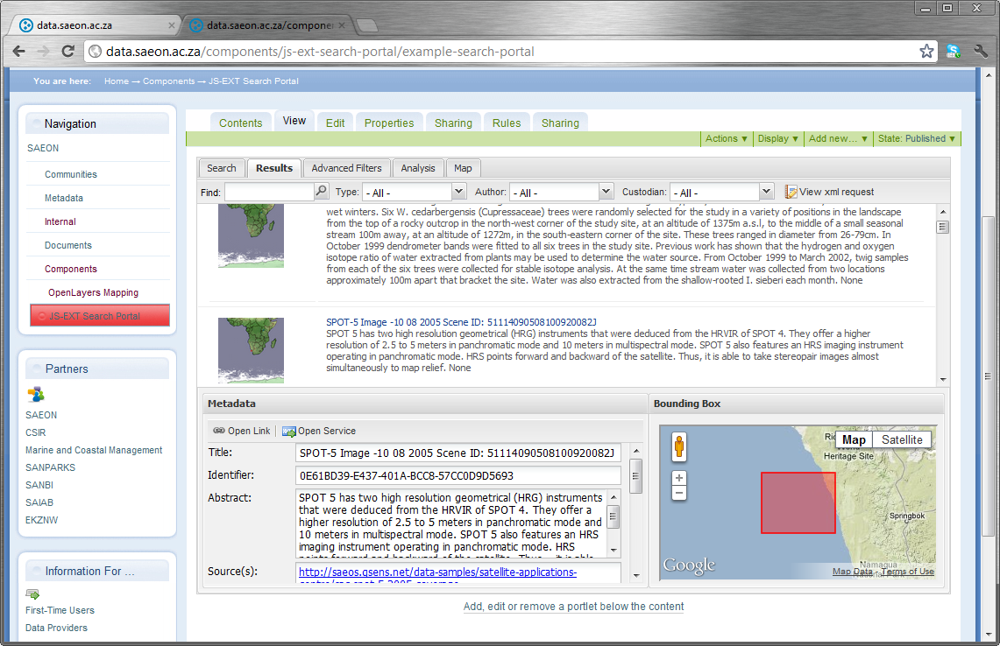 data.saeon.ac.za
data.saeon.ac.za/compone
data.saeon.ac.za/components/js-ext-search-portal/example-search-portal
You are here: Home → Components → JS-EXT Search Portal
Navigation
SAEON
Communities
Metadata
Internal
Documents
Components
OpenLayers Mapping
JS-EXT Search Portal
Partners
SAEON
CSIR
Marine and Coastal Management
SANPARKS
SANBI
SAIAB
EKZNW
Information For ...
First-Time Users
Data Providers
Contents View Edit Properties Sharing Rules Sharing
Actions ▼ Display ▼ Add new... ▼ State: Published ▼
Search Results Advanced Filters Analysis Map
Find: Type: - All - Author: - All - Custodian: - All - View xml request
wet winters. Six W. cedarbergensis (Cupressaceae) trees were randomly selected for the study in a variety of positions in the landscape
from the top of a rocky outcrop in the north-west corner of the study site, at an altitude of 1375m a.s.l, to the middle of a small seasonal
stream 100m away, at an altitude of 1272m, in the south-eastern corner of the site. These trees ranged in diameter from 26-79cm. In
October 1999 dendrometer bands were fitted to all six trees in the study site. Previous work has shown that the hydrogen and oxygen
isotope ratio of water extracted from plants may be used to determine the water source. From October 1999 to March 2002, twig samples
from each of the six trees were collected for stable isotope analysis. At the same time stream water was collected from two locations
approximately 100m apart that bracket the site. Water was also extracted from the shallow-rooted I. sieberi each month. None
SPOT-5 Image -10 08 2005 Scene ID: 51114090508100920082J
SPOT 5 has two high resolution geometrical (HRG) instruments that were deduced from the HRVIR of SPOT 4. They offer a higher
resolution of 2.5 to 5 meters in panchromatic mode and 10 meters in multispectral mode. SPOT 5 also features an HRS imaging instrument
operating in panchromatic mode. HRS points forward and backward of the satellite. Thus, it is able to take stereopair images almost
simultaneously to map relief. None
Metadata
Open Link Open Service
Title: SPOT-5 Image -10 08 2005 Scene ID: 51114090508100920082J
Identifier: 0E61BD39-E437-401A-BCC8-57CC0D9D5693
Abstract: SPOT 5 has two high resolution geometrical (HRG) instruments
that were deduced from the HRVIR of SPOT 4. They offer a
higher resolution of 2.5 to 5 meters in panchromatic mode and
10 meters in multispectral mode. SPOT 5 also features an HRS
imaging instrument operating in panchromatic mode. HRS
points forward and backward of the satellite. Thus, it is able
Source(s): http://saeos.qsens.net/data-samples/satellite-applications-
Bounding Box
Map Satellite
Heritage Site
Springbok
Namaqua
Google
Map Data - Terms of Use
Add, edit or remove a portlet below the content